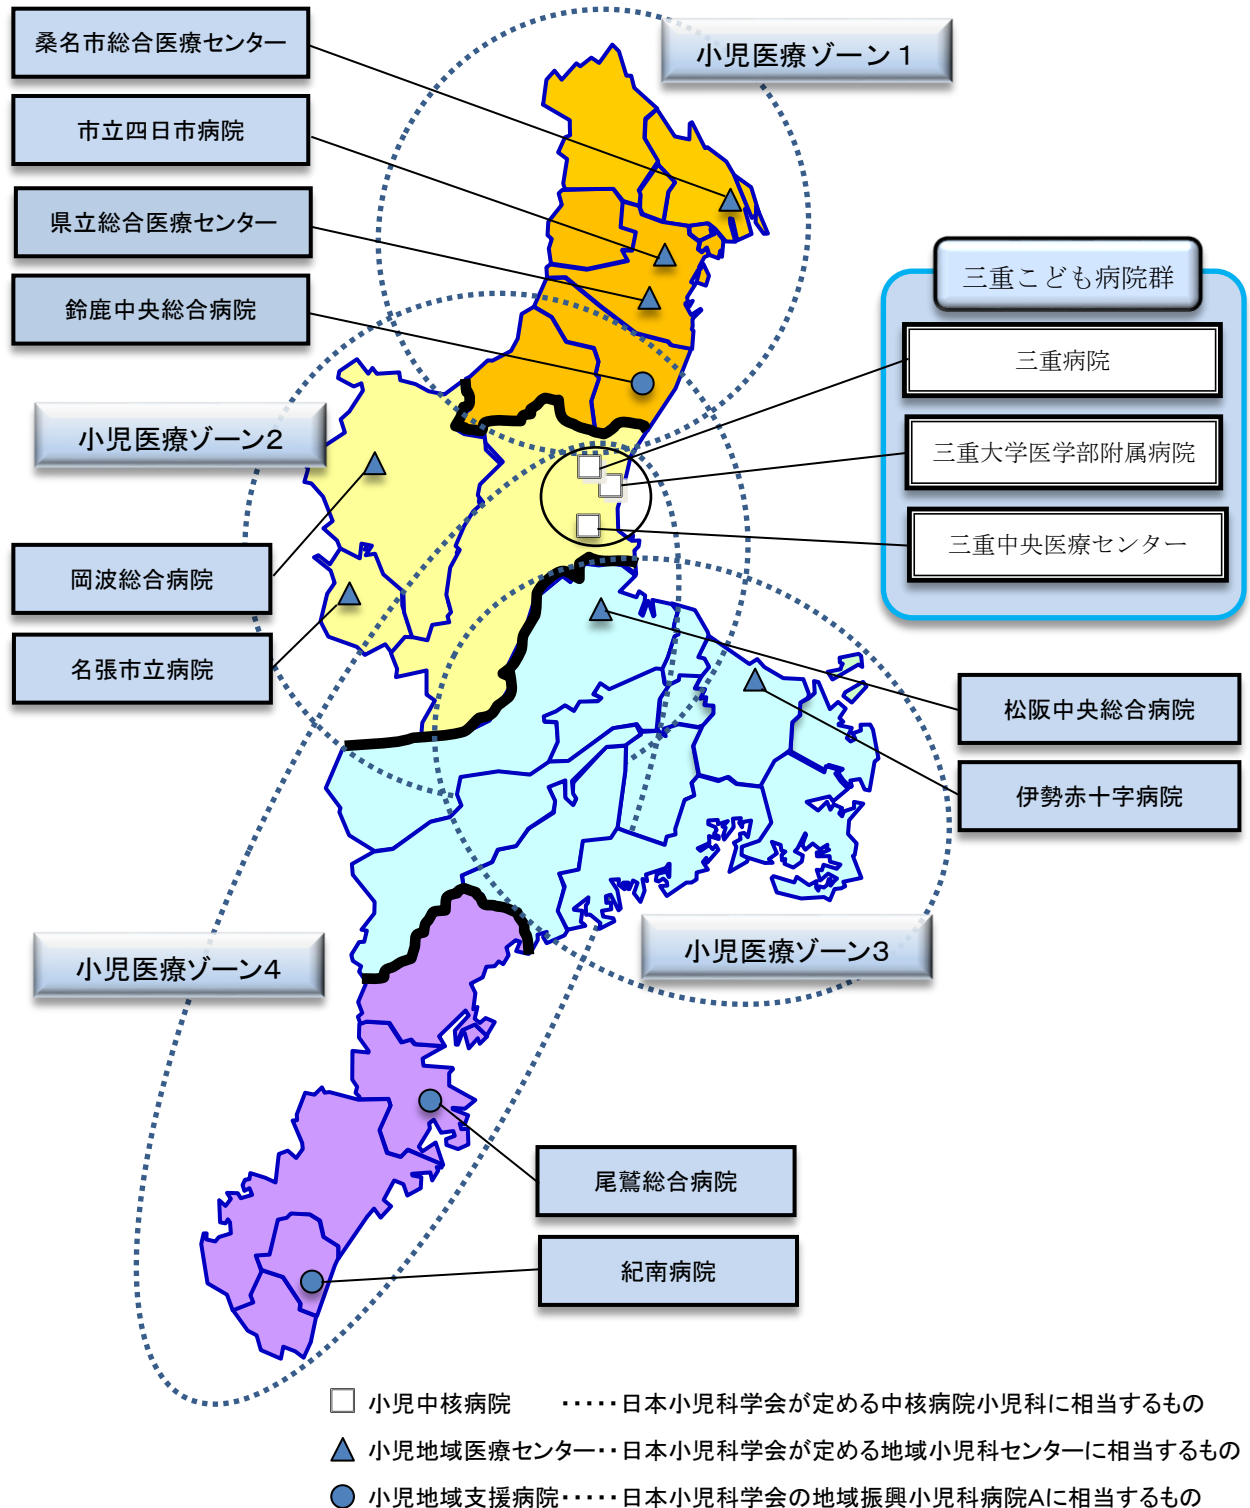 桑名市総合医療センター
小児医療ゾーン1
市立四日市病院
県立総合医療センター
鈴鹿中央総合病院
三重こども病院群
三重病院
三重大学医学部附属病院
三重中央医療センター
小児医療ゾーン2
岡波総合病院
名張市立病院
松阪中央総合病院
伊勢赤十字病院
小児医療ゾーン3
小児医療ゾーン4
尾鷲総合病院
紀南病院
小児中核病院 ・・・・・日本小児科学会が定める中核病院小児科に相当するもの
小児地域医療センター・・日本小児科学会が定める地域小児科センターに相当するもの
小児地域支援病院・・・・・日本小児科学会の地域振興小児科病院Aに相当するもの